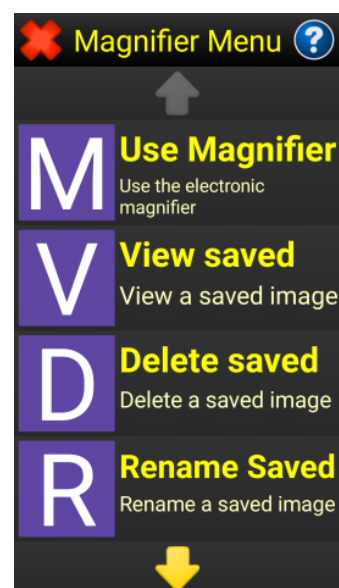 Magnifier Menu ?
M
Use Magnifier
Use the electronic
magnifier
V
View saved
View a saved image
D
Delete saved
Delete a saved image
R
Rename Saved
Rename a saved image